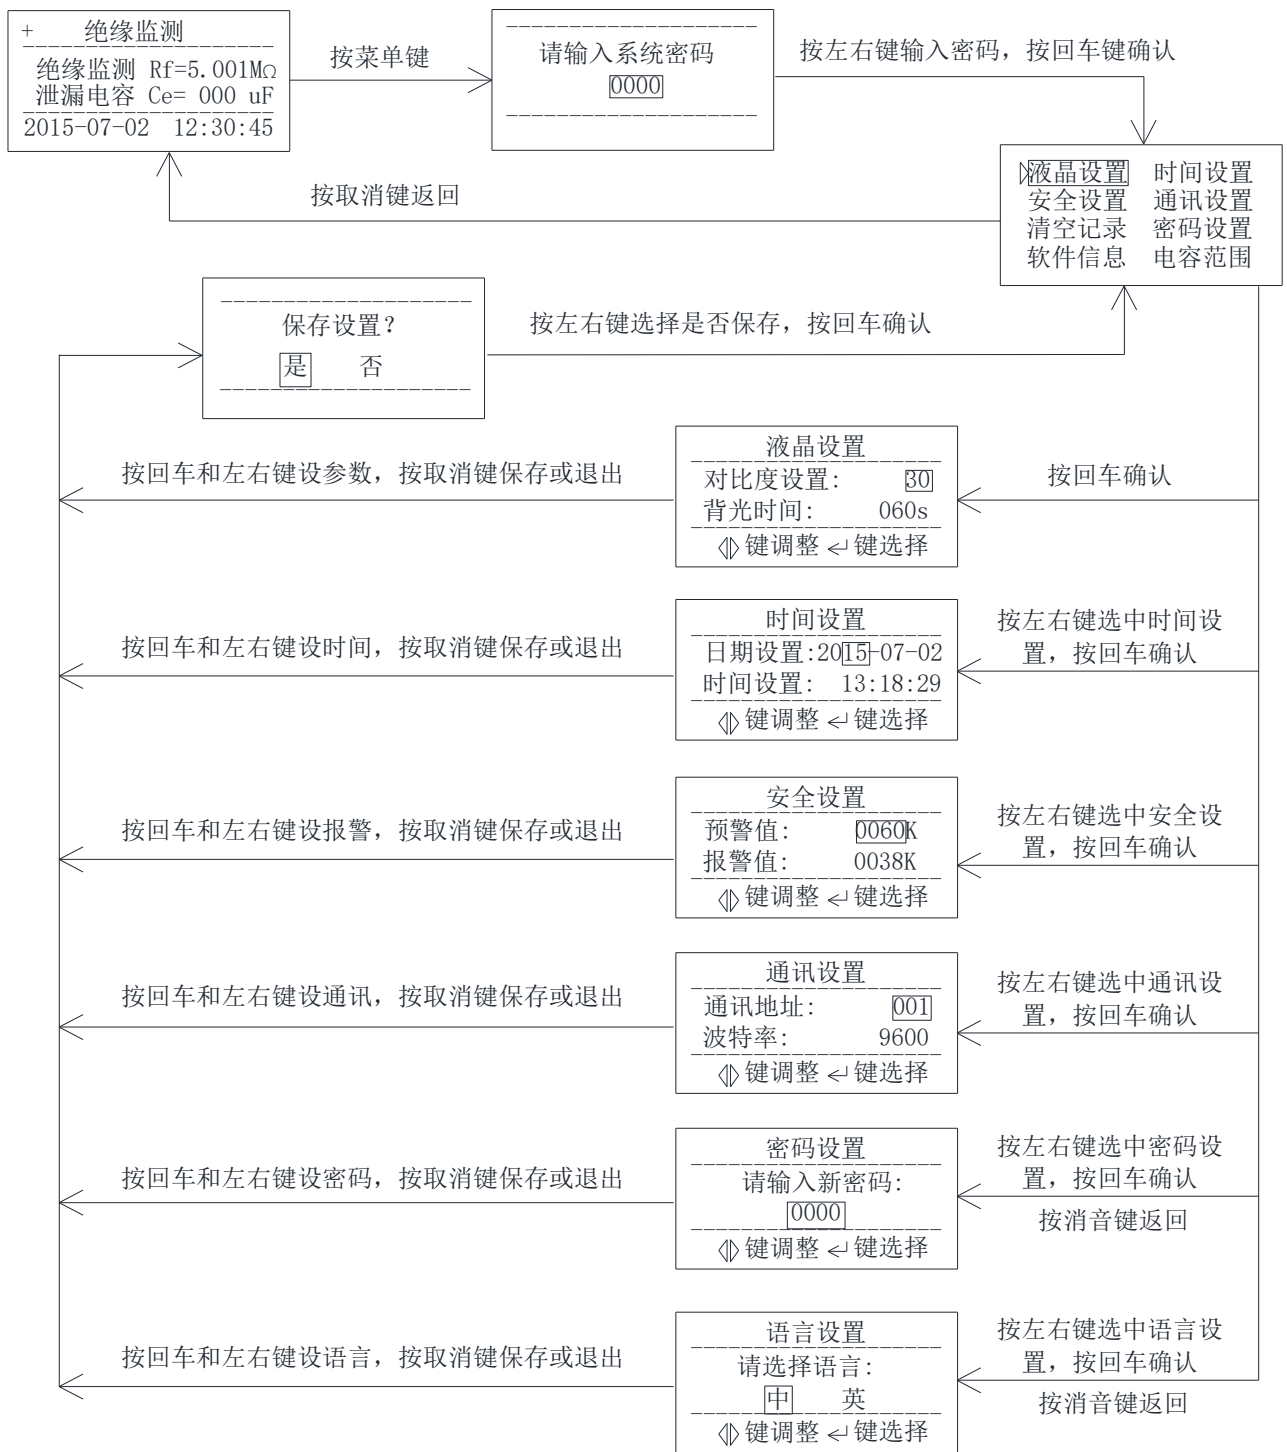 + 绝缘监测
绝缘监测 Rf=5.001MΩ
泄漏电容 Ce= 000 uF
2015-07-02 12:30:45
按菜单键
请输入系统密码
0000
按左右键输入密码，按回车键确认
液晶设置 时间设置
安全设置 通讯设置
清空记录 密码设置
软件信息 电容范围
按取消键返回
保存设置?
是 否
按左右键选择是否保存，按回车确认
按回车和左右键设参数，按取消键保存或退出
液晶设置
对比度设置: 30
背光时间: 060s
键调整 键选择
按回车确认
按回车和左右键设时间，按取消键保存或退出
时间设置
日期设置:2015-07-02
时间设置: 13:18:29
键调整 键选择
按左右键选中时间设
置，按回车确认
按回车和左右键设报警，按取消键保存或退出
安全设置
预警值: 0060K
报警值: 0038K
键调整 键选择
按左右键选中安全设
置，按回车确认
按回车和左右键设通讯，按取消键保存或退出
通讯设置
通讯地址: 001
波特率: 9600
键调整 键选择
按左右键选中通讯设
置，按回车确认
按回车和左右键设密码，按取消键保存或退出
密码设置
请输入新密码:
0000
键调整 键选择
按左右键选中密码设
置，按回车确认
按消音键返回
按回车和左右键设语言，按取消键保存或退出
语言设置
请选择语言:
中 英
键调整 键选择
按左右键选中语言设
置，按回车确认
按消音键返回